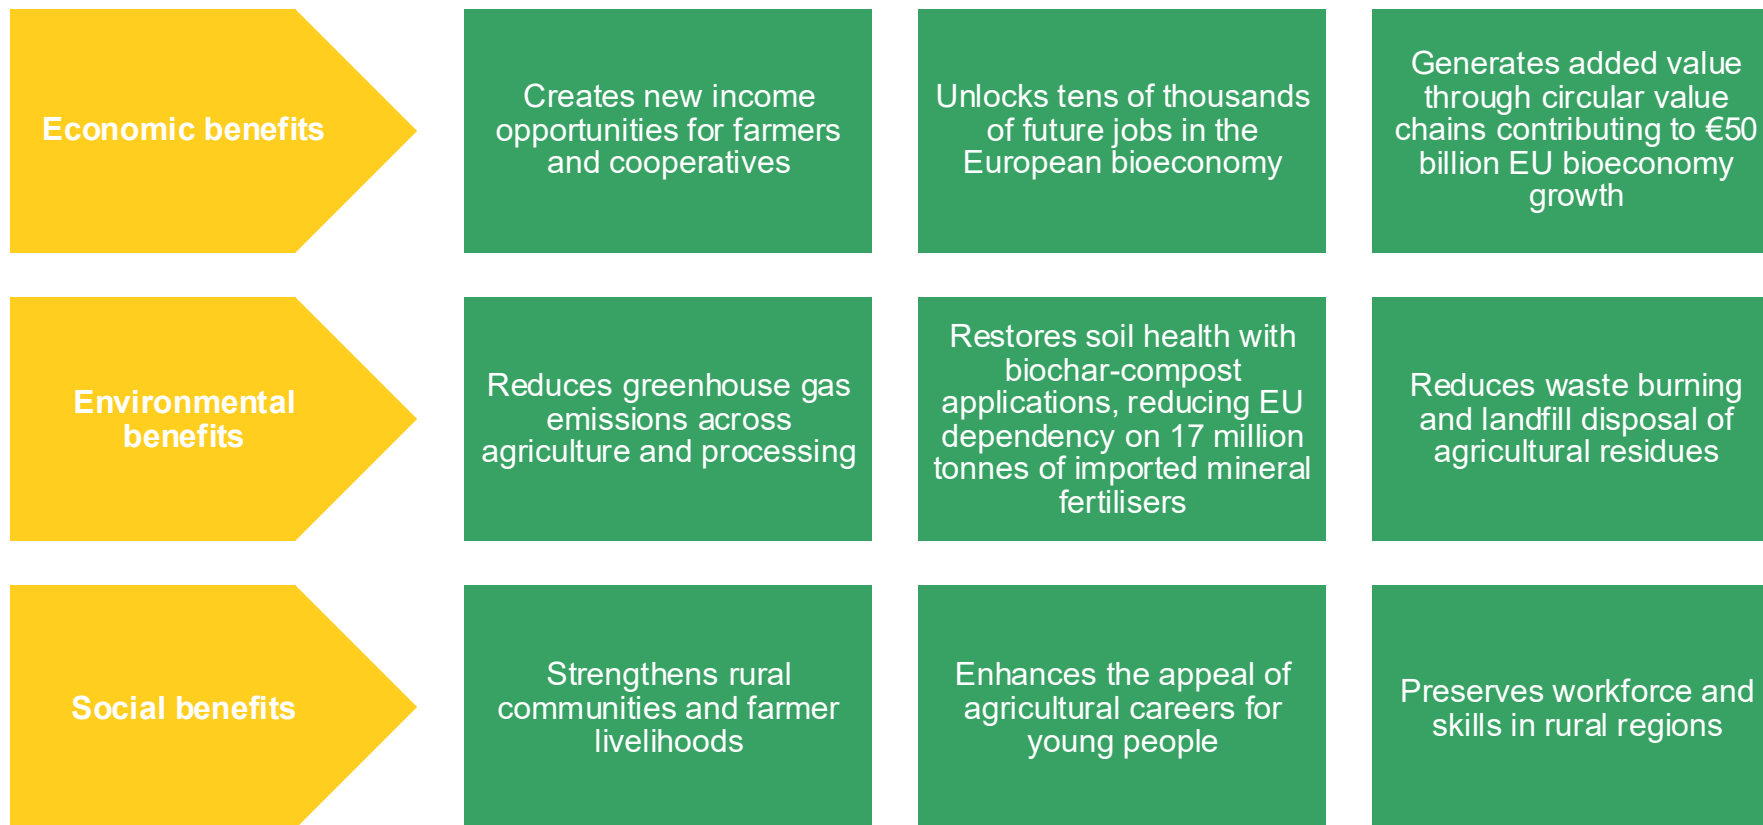 Economic benefits
Creates new income
opportunities for farmers
and cooperatives
Unlocks tens of thousands
of future jobs in the
European bioeconomy
Generates added value
through circular value
chains contributing to €50
billion EU bioeconomy
growth
Environmental
benefits
Reduces greenhouse gas
emissions across
agriculture and processing
Restores soil health with
biochar-compost
applications, reducing EU
dependency on 17 million
tonnes of imported mineral
fertilisers
Reduces waste burning
and landfill disposal of
agricultural residues
Social benefits
Strengthens rural
communities and farmer
livelihoods
Enhances the appeal of
agricultural careers for
young people
Preserves workforce and
skills in rural regions